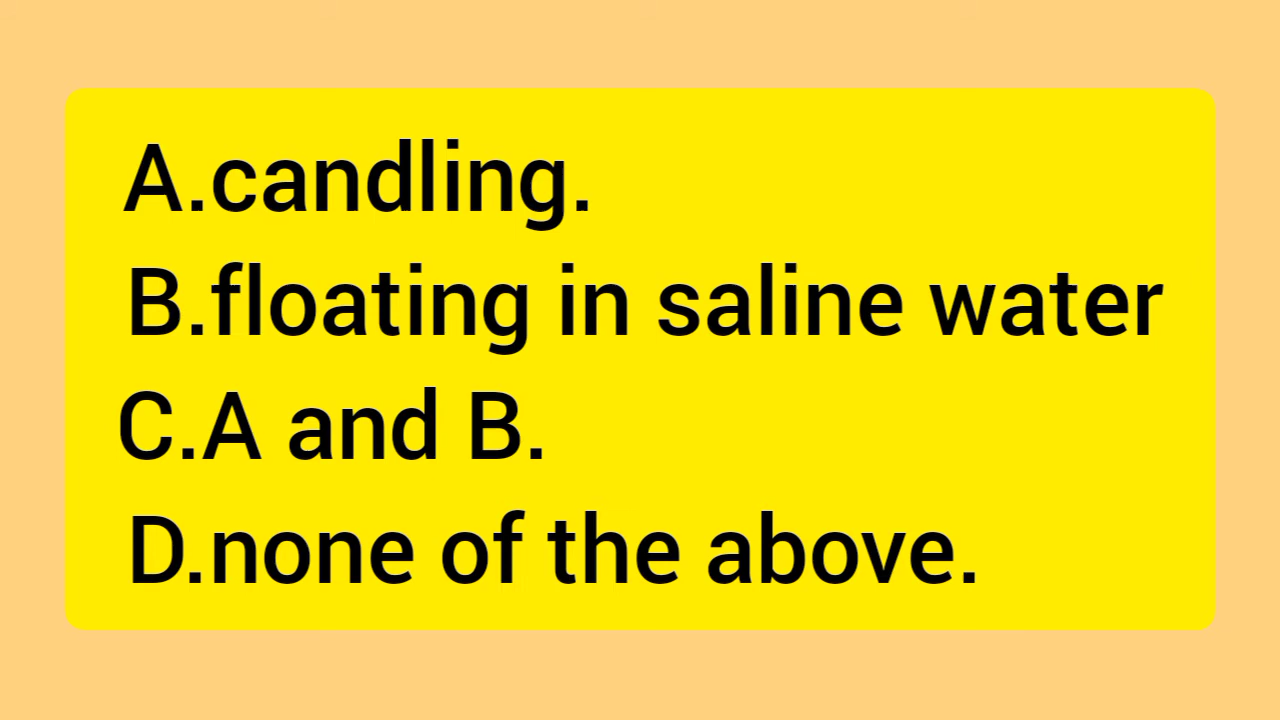 A.candling.
B.floating in saline water
C.A and B.
D.none of the above.